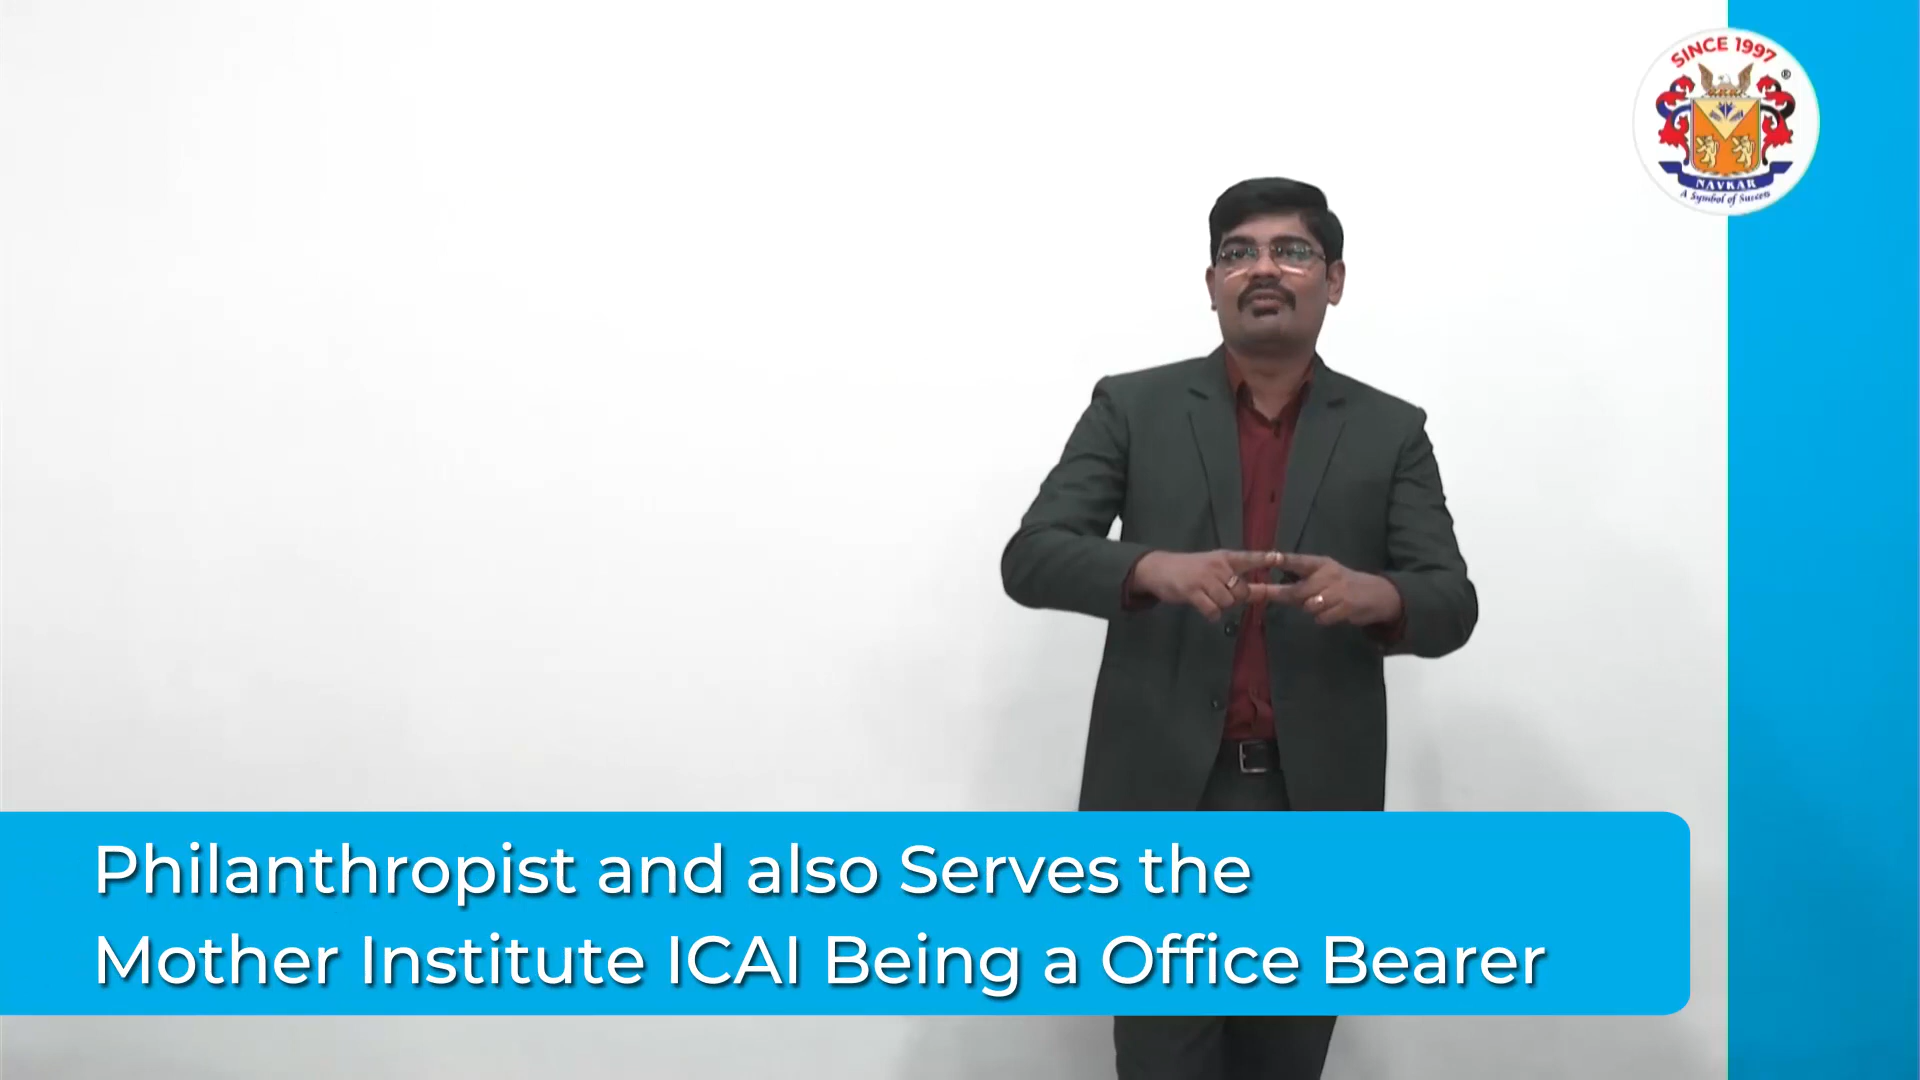 SINCE 1997
®
NAVKAR
A Symbol of Success
Philanthropist and also Serves the
Mother Institute ICAI Being a Office Bearer